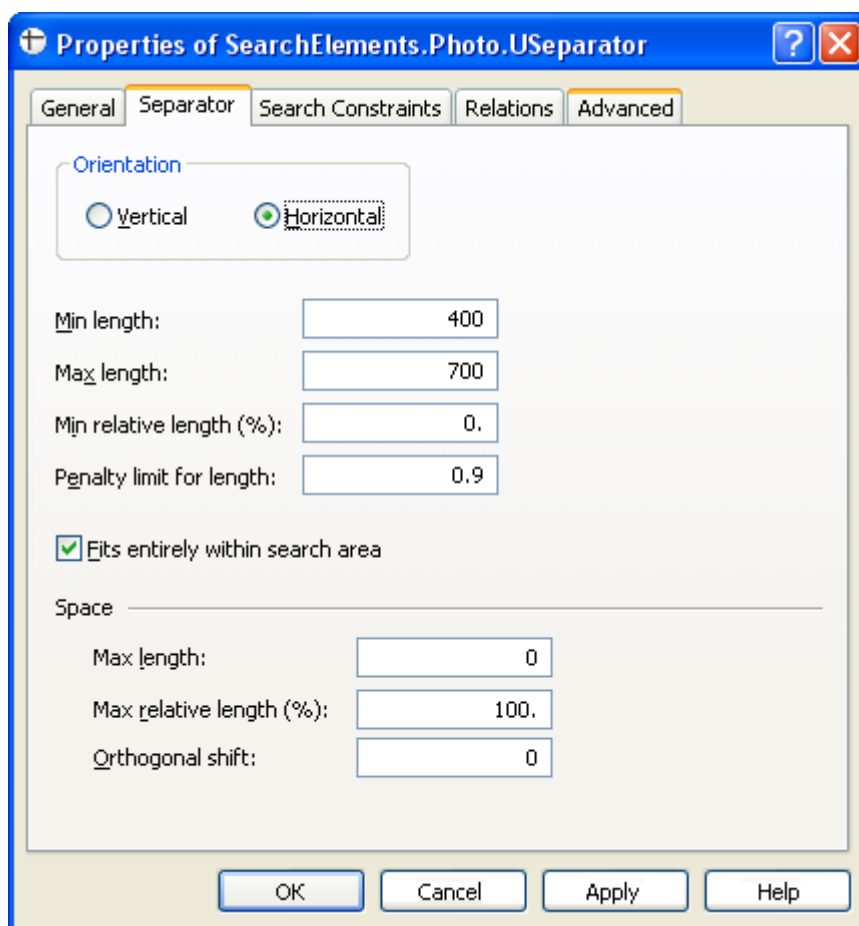 Properties of SearchElements.Photo.USeparator
General Separator Search Constraints Relations Advanced
Orientation
Vertical Horizontal
Min length: 400
Max length: 700
Min relative length (%): 0.
Penalty limit for length: 0.9
Fits entirely within search area
Space
Max length: 0
Max relative length (%): 100.
Orthogonal shift: 0
OK Cancel Apply Help